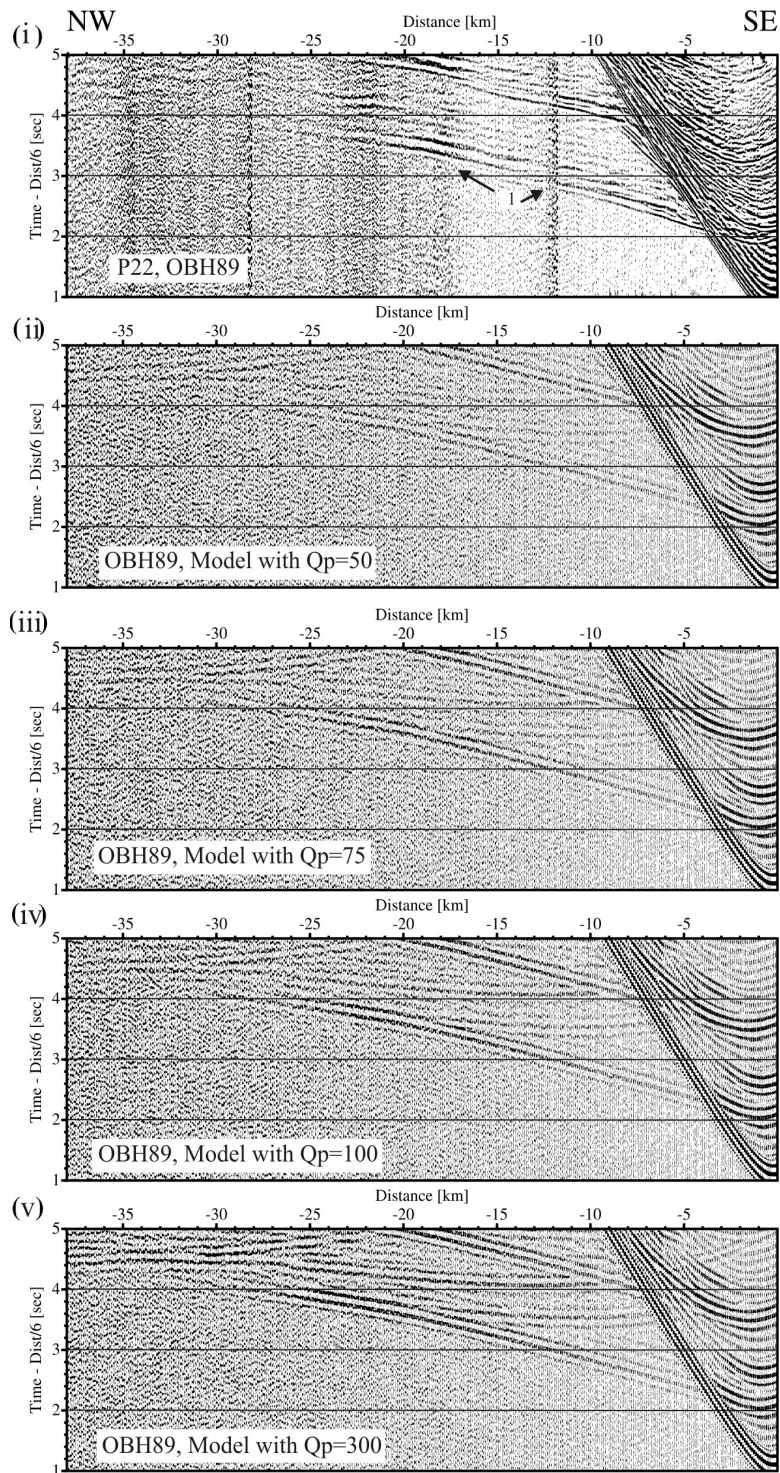 NW
Distance [km]
SE
(i)
-35 -30 -25 -20 -15 -10 -5
5
4
3
2
1
Time - Dist/6 [sec]
1
P22, OBH89
Distance [km]
(ii)
-35 -30 -25 -20 -15 -10 -5
5
4
3
2
1
Time - Dist/6 [sec]
OBH89, Model with Qp=50
Distance [km]
(iii)
-35 -30 -25 -20 -15 -10 -5
5
4
3
2
1
Time - Dist/6 [sec]
OBH89, Model with Qp=75
Distance [km]
(iv)
-35 -30 -25 -20 -15 -10 -5
5
4
3
2
1
Time - Dist/6 [sec]
OBH89, Model with Qp=100
Distance [km]
(v)
-35 -30 -25 -20 -15 -10 -5
5
4
3
2
1
Time - Dist/6 [sec]
OBH89, Model with Qp=300